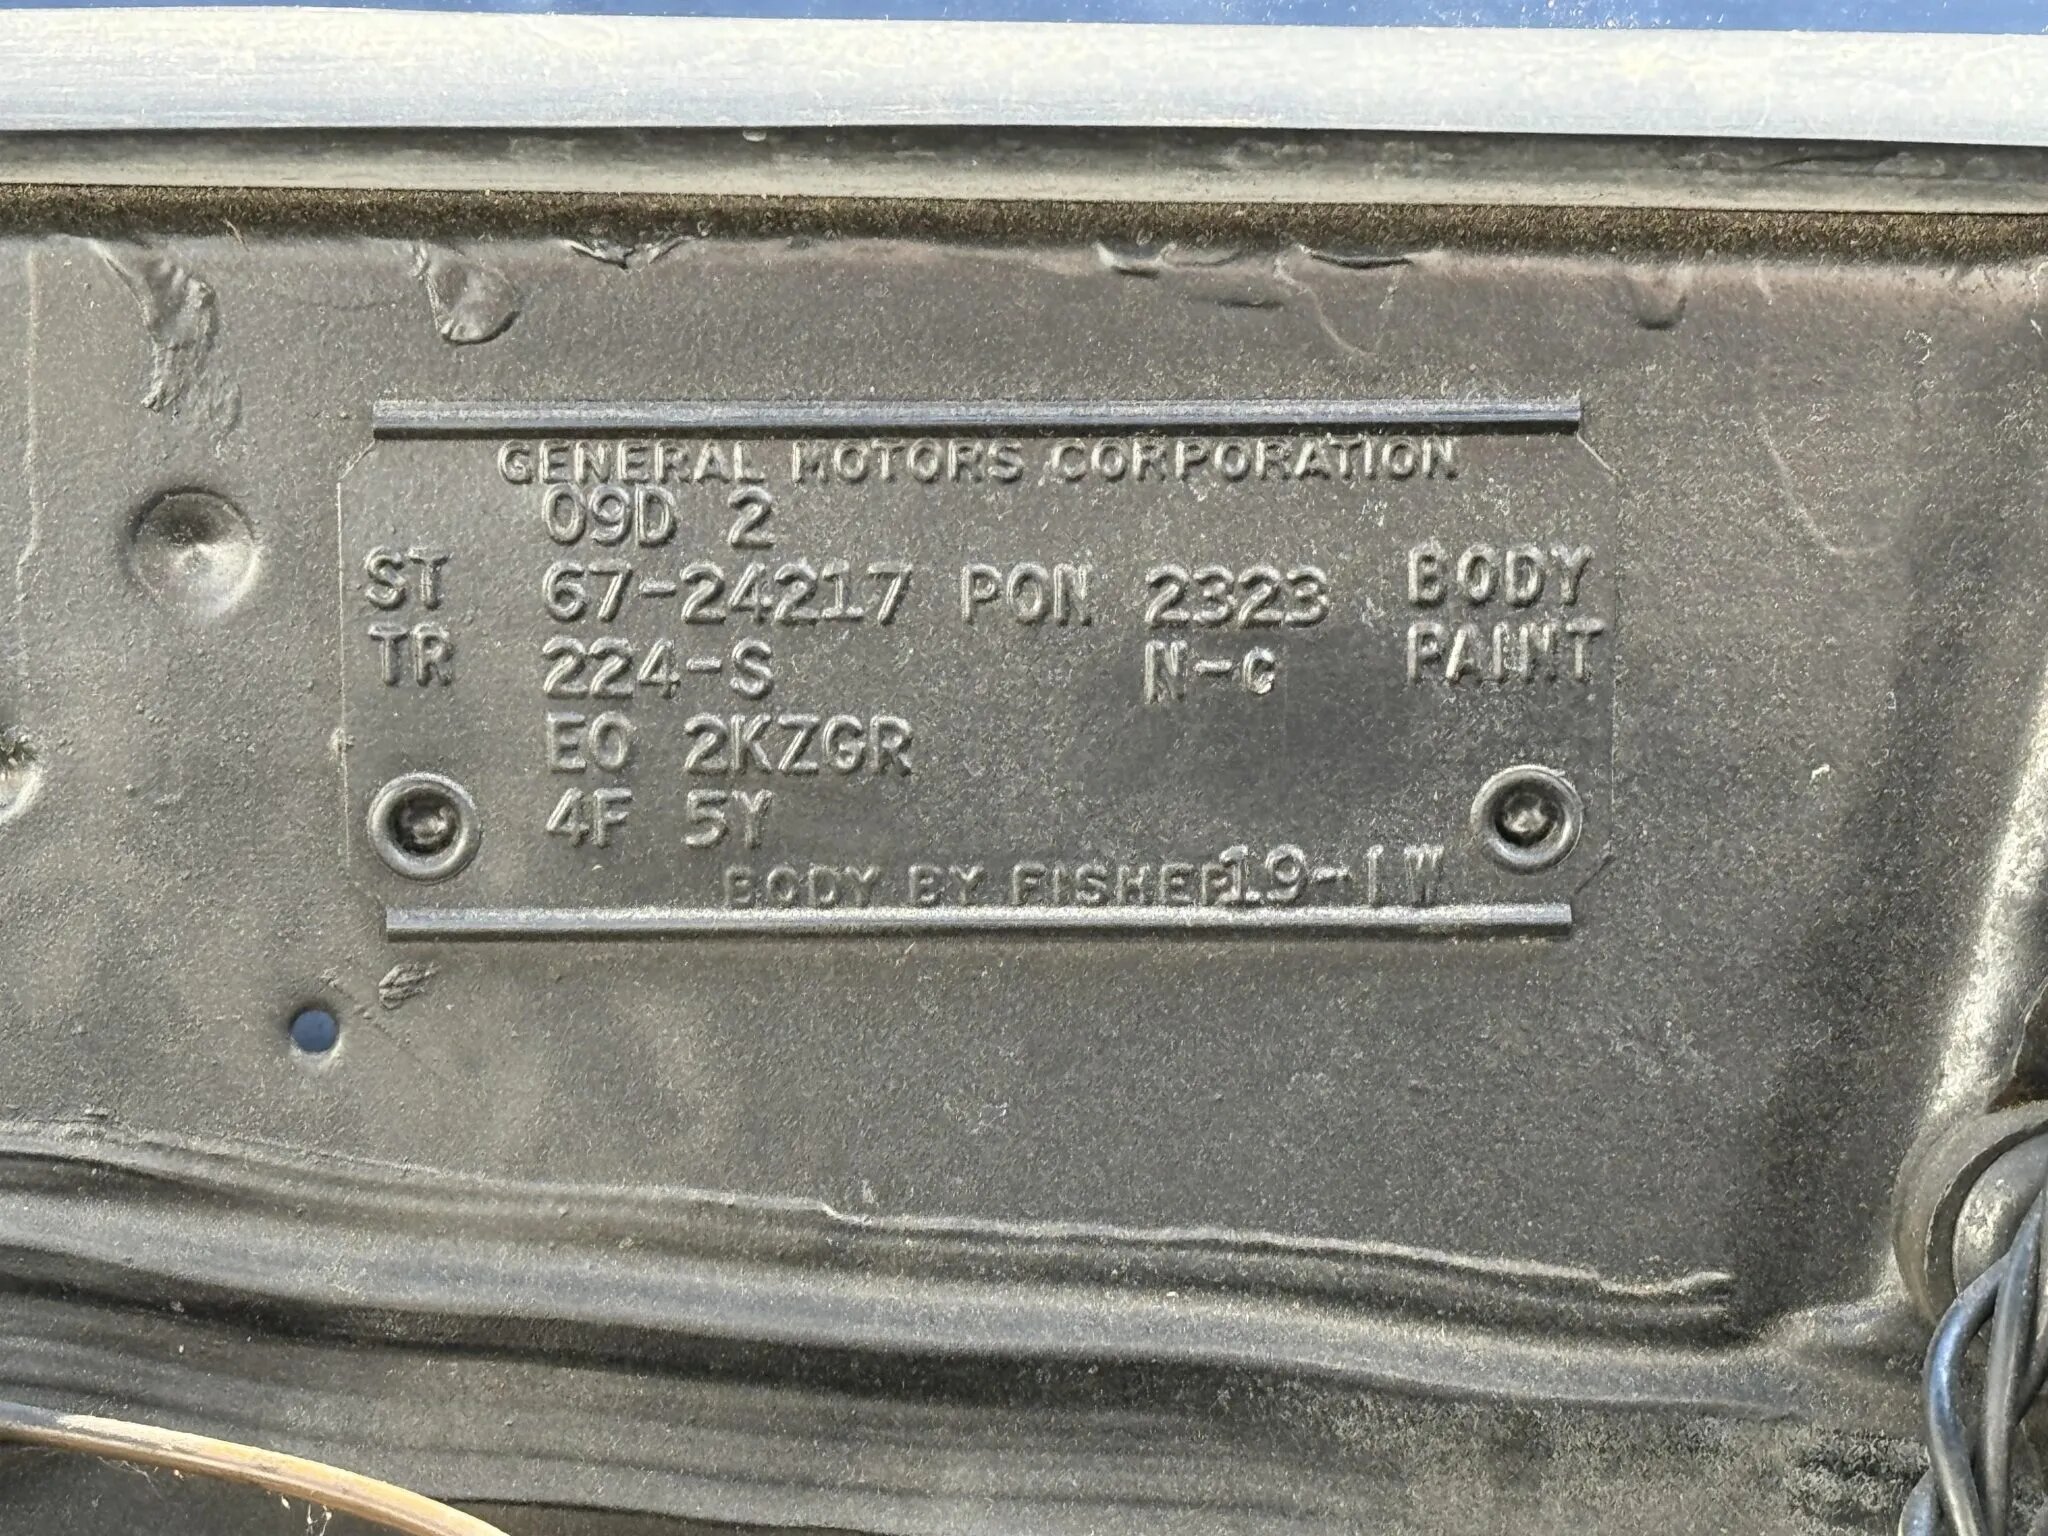 GENERAL MOTORS CORPORATION
09D 2
ST 67-24217 PON 2323 BODY
TR 224-S N-C PAINT
EO 2KZGR
4F 5Y
BODY BY FISHER 19-1W